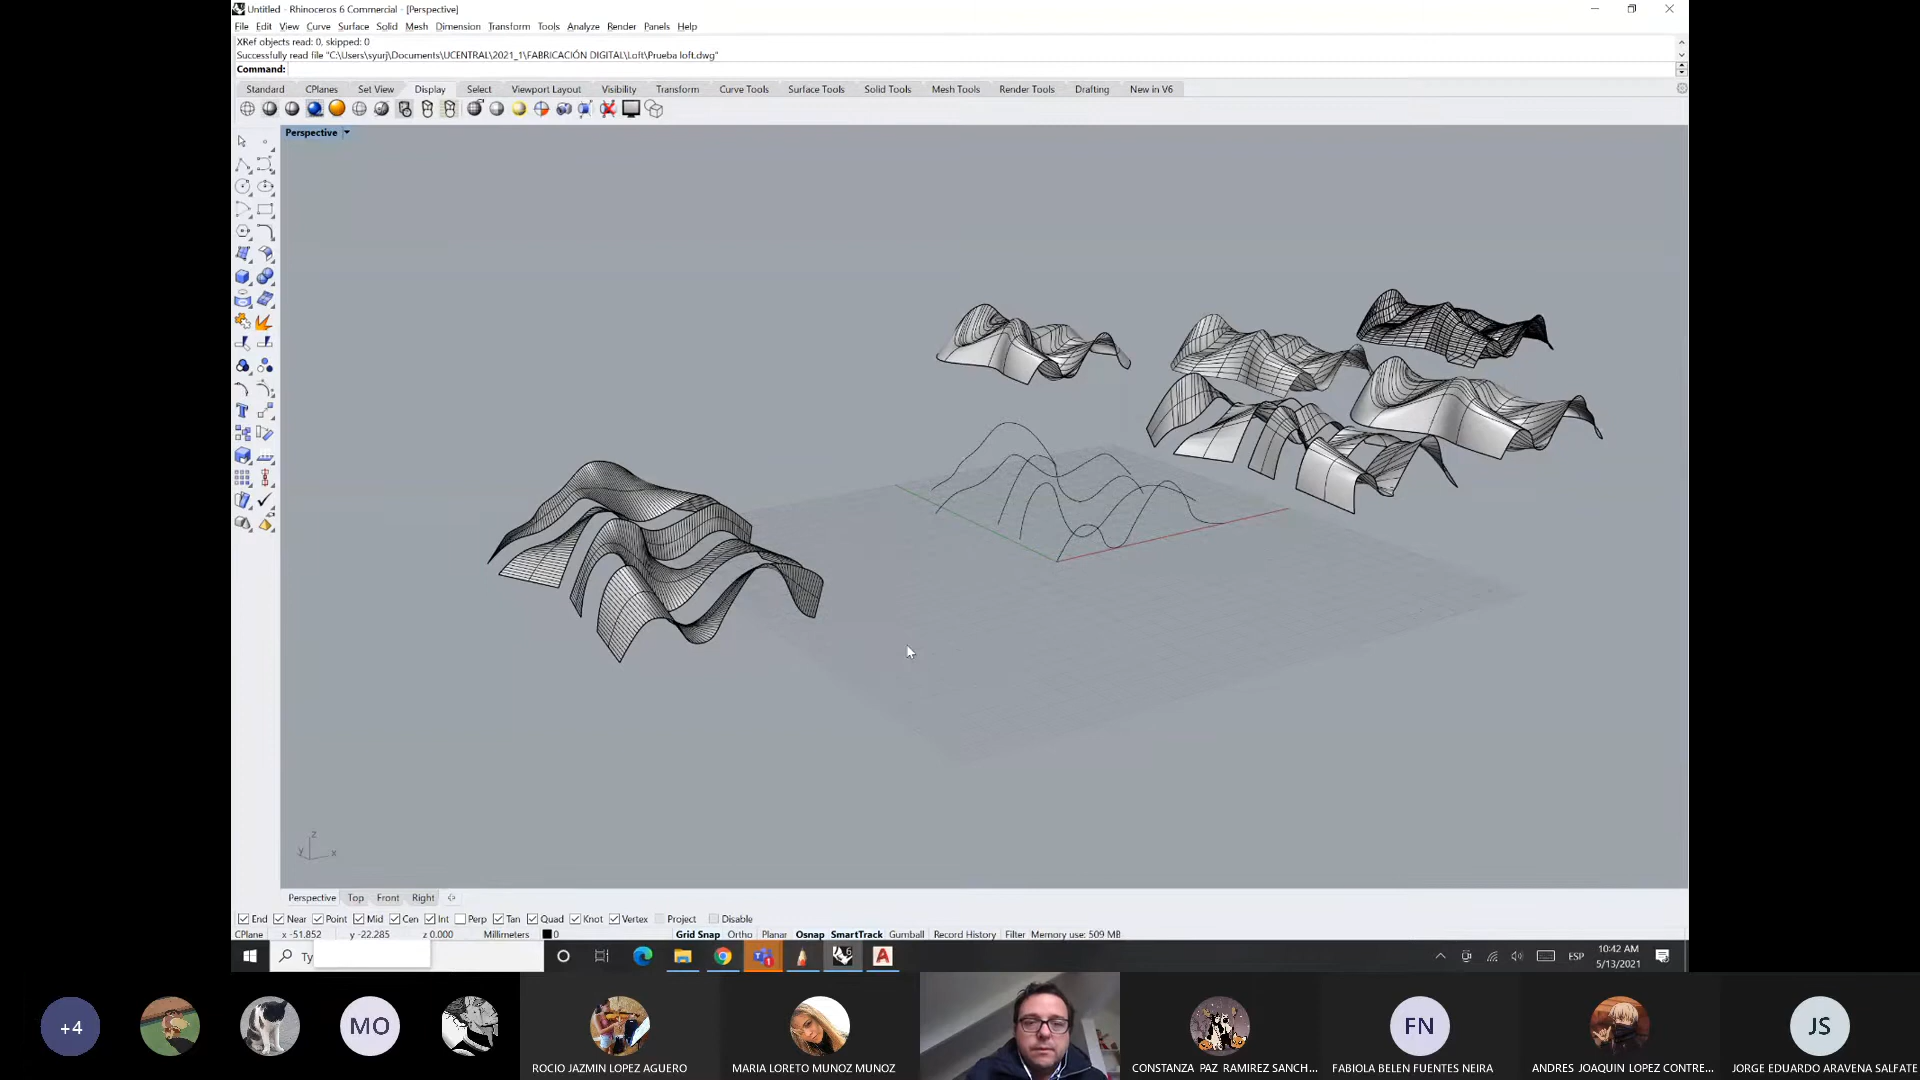 Untitled - Rhinoceros 6 Commercial - [Perspective]
File Edit View Curve Surface Solid Mesh Dimension Transform Tools Analyze Render Panels Help
XRef objects read: 0, skipped: 0
Successfully read file "C:\Users\syurj\Documents\UCENTRAL\2021_1\FABRICACIÓN DIGITAL\Loft\Prueba loft.dwg"
Command:
Standard CPlanes Set View Display Select Viewport Layout Visibility Transform Curve Tools Surface Tools Solid Tools Mesh Tools Render Tools Drafting New in V6
Perspective
z
y x
Perspective Top Front Right
End Near Point Mid Cen Int Perp Tan Quad Knot Vertex Project Disable
CPlane x -51.852 y -22.285 z 0.000 Millimeters 0 Grid Snap Ortho Planar Osnap SmartTrack Gumball Record History Filter Memory use: 509 MB
Ty
ESP
10:42 AM
5/13/2021
+4
MO
FN
JS
ROCIO JAZMIN LOPEZ AGUERO
MARIA LORETO MUNOZ MUNOZ
CONSTANZA PAZ RAMIREZ SANCH...
FABIOLA BELEN FUENTES NEIRA
ANDRES JOAQUIN LOPEZ CONTRE...
JORGE EDUARDO ARAVENA SALFATE